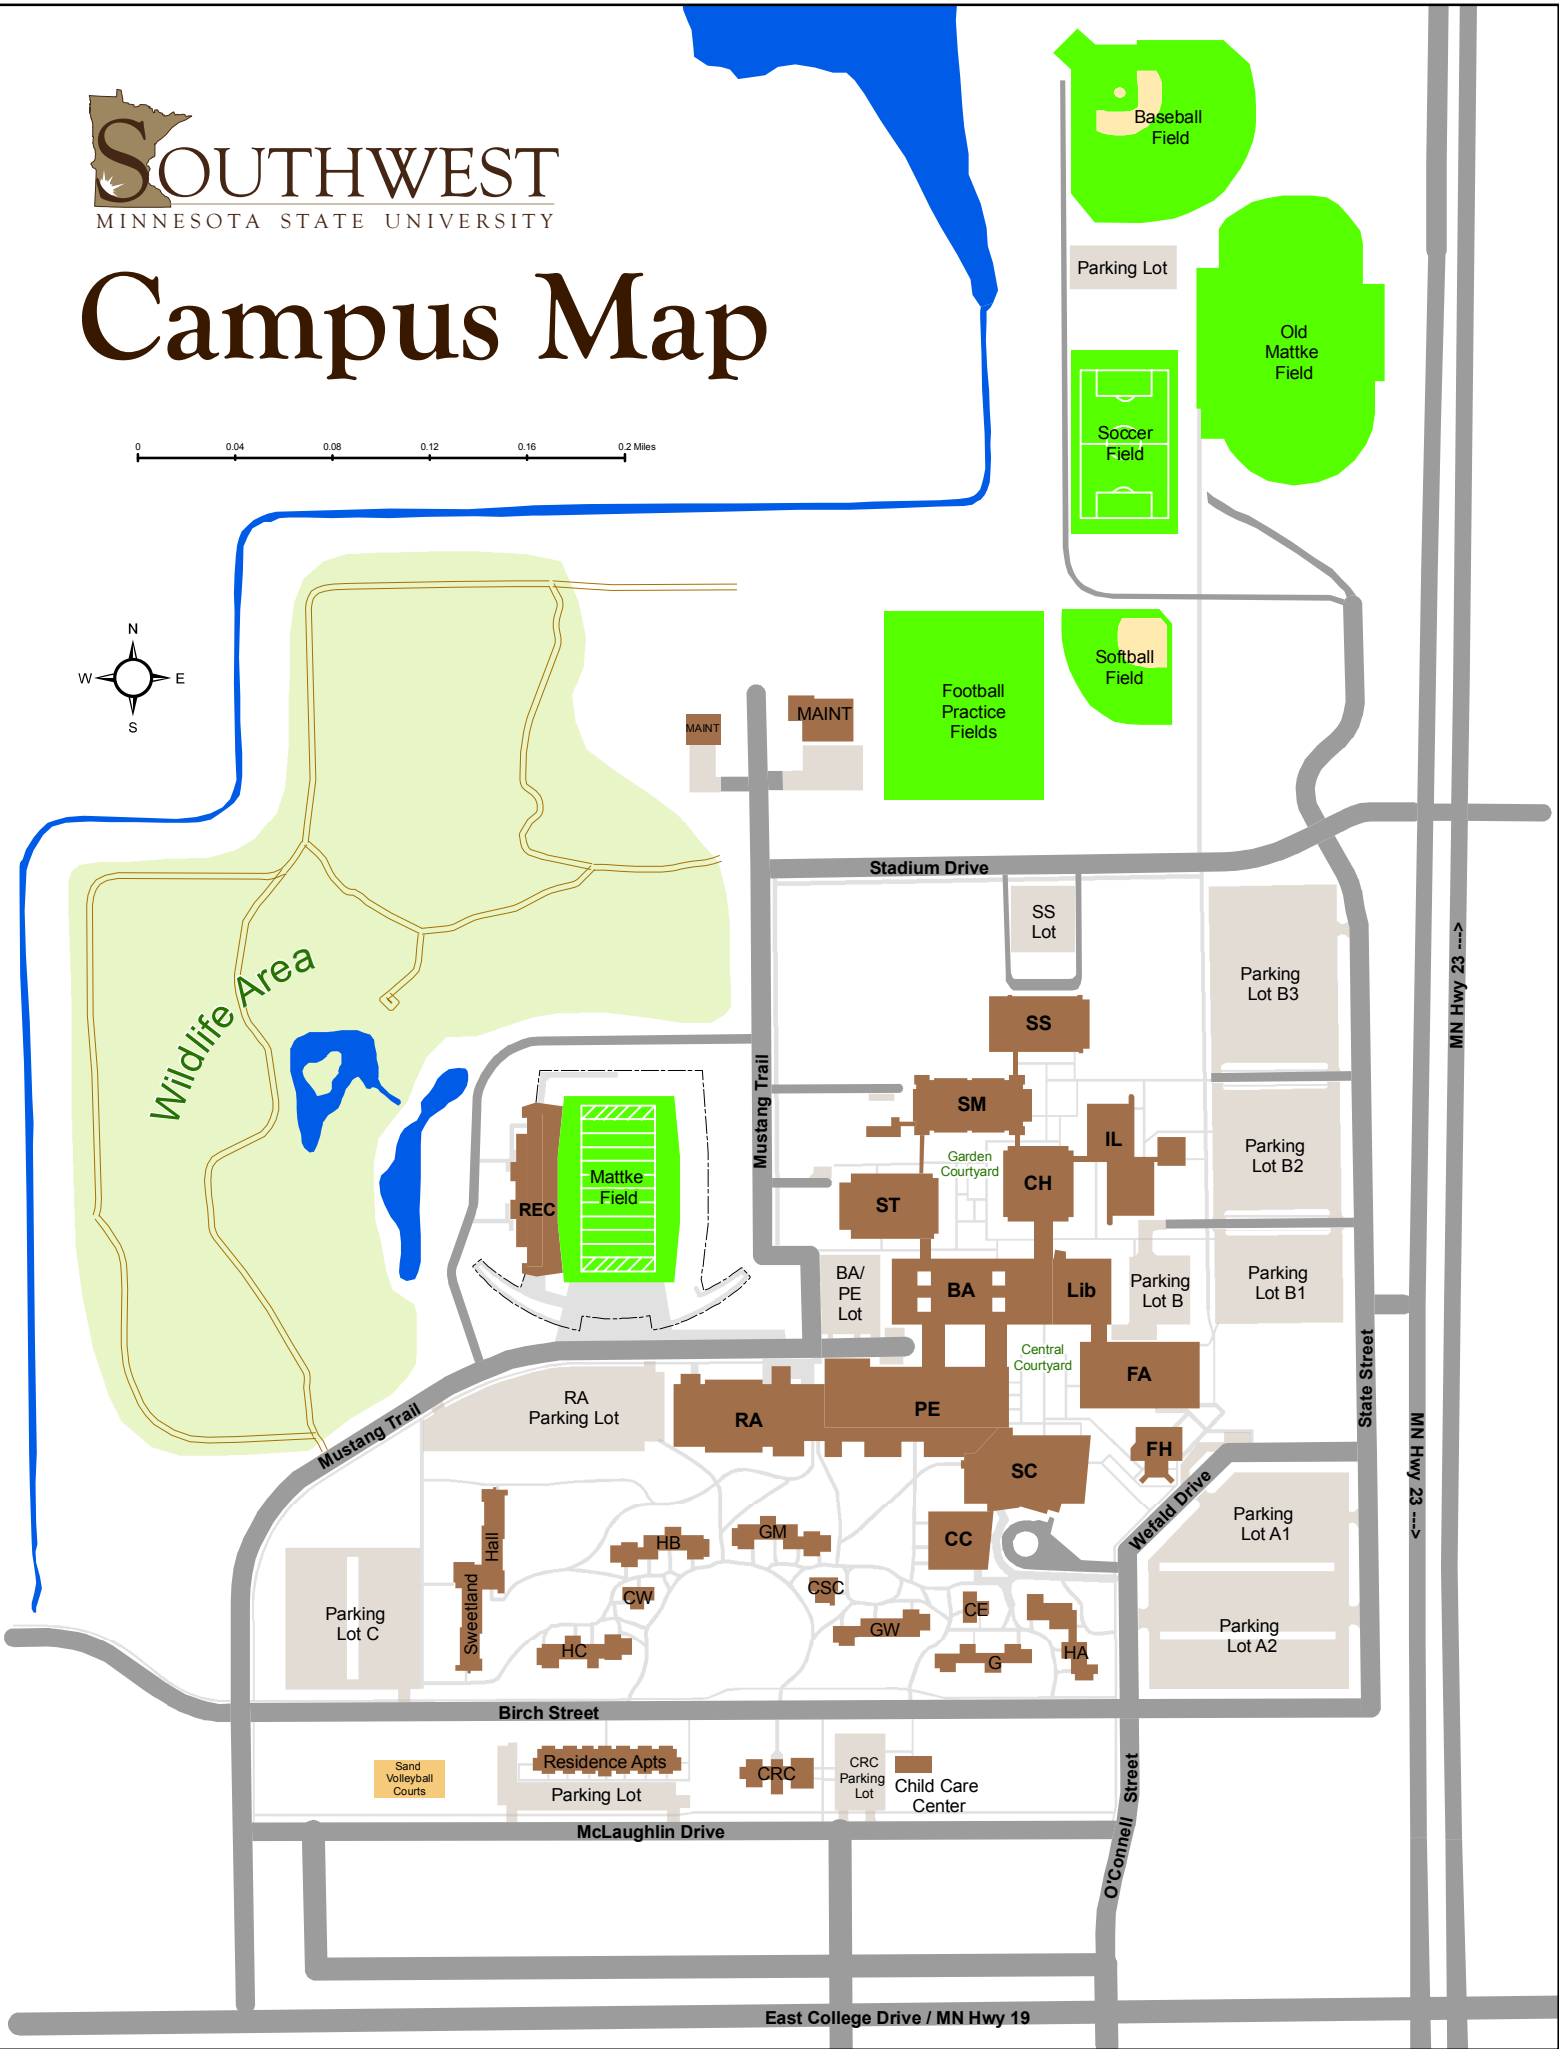 SOUTHWEST
MINNESOTA STATE UNIVERSITY
Campus Map
0 0.04 0.08 0.12 0.16 0.2 Miles
N
W E
S
Baseball
Field
Parking Lot
Old
Mattke
Field
Soccer
Field
Softball
Field
Football
Practice
Fields
MAINT
MAINT
Stadium Drive
SS
Lot
Parking
Lot B3
MN Hwy 23 --->
Wildlife Area
SS
Mustang Trail
SM
IL
Garden
Courtyard
Parking
Lot B2
CH
Mattke
Field
REC
ST
BA/
PE
Lot
BA
Lib
Parking
Lot B
Parking
Lot B1
Central
Courtyard
FA
State Street
RA
Parking Lot
RA
PE
Mustang Trail
FH
SC
MN Hwy 23 --->
Wefald Drive
Parking
Lot A1
CC
Hall
Sweetland
HB
GM
CW
CSC
CE
Parking
Lot C
GW
HC
G
HA
Parking
Lot A2
Birch Street
Sand
Volleyball
Courts
Residence Apts
Parking Lot
CRC
CRC
Parking
Lot
Child Care
Center
O'Connell Street
McLaughlin Drive
East College Drive / MN Hwy 19